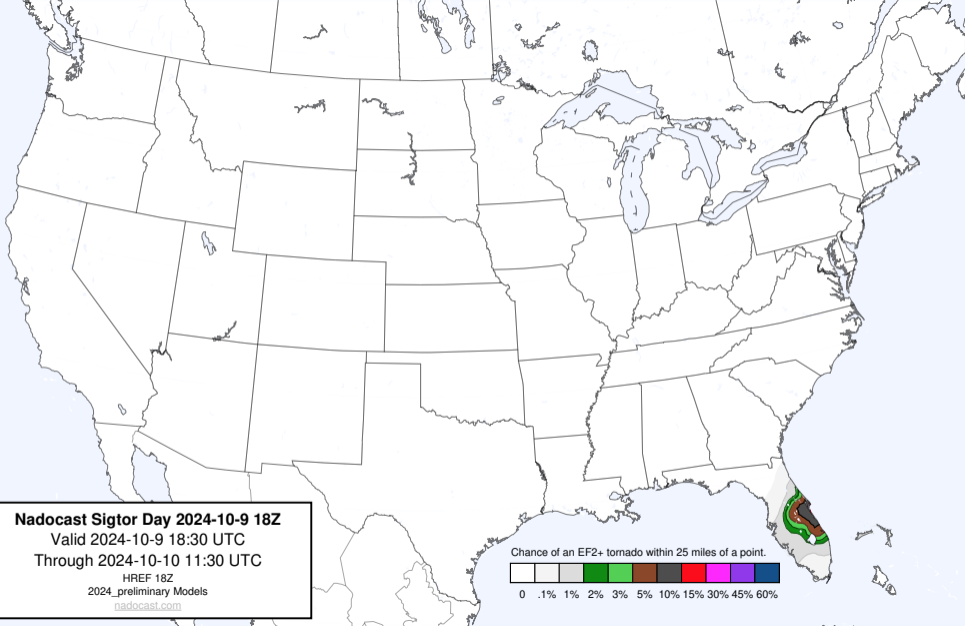 Nadocast Sigtor Day 2024-10-9 18Z
Valid 2024-10-9 18:30 UTC
Through 2024-10-10 11:30 UTC
HREF 18Z
2024_preliminary Models
nadocast.com
Chance of an EF2+ tornado within 25 miles of a point.
0 .1% 1% 2% 3% 5% 10% 15% 30% 45% 60%